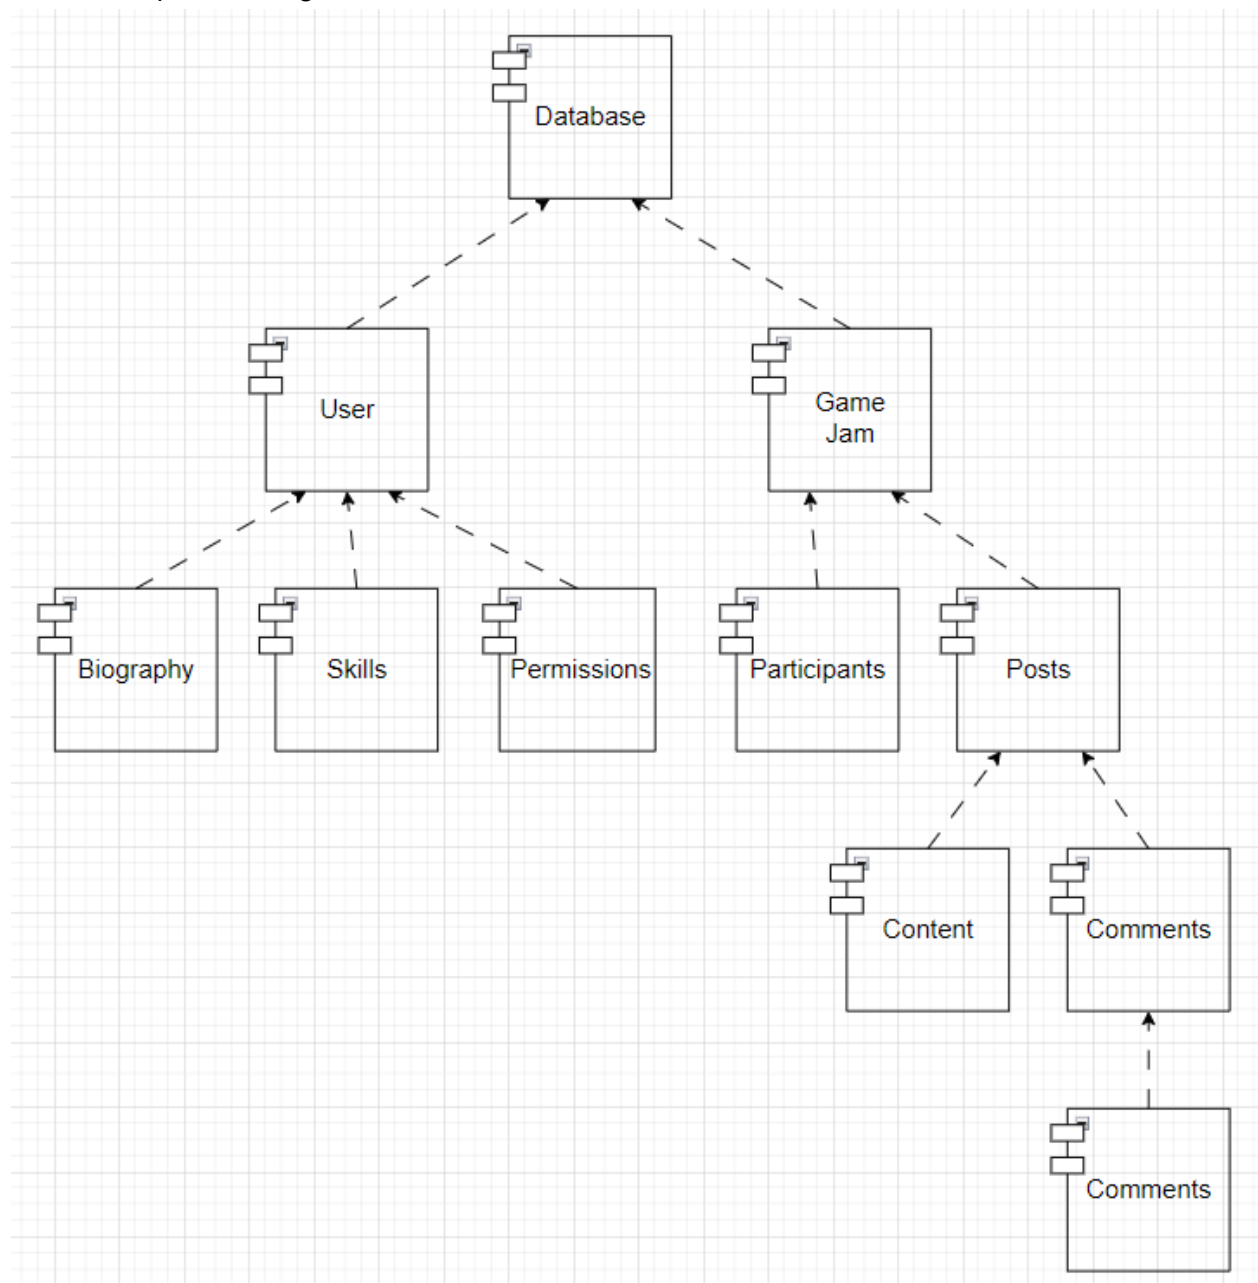 Database
User
Game
Jam
Biography
Skills
Permissions
Participants
Posts
Content
Comments
Comments